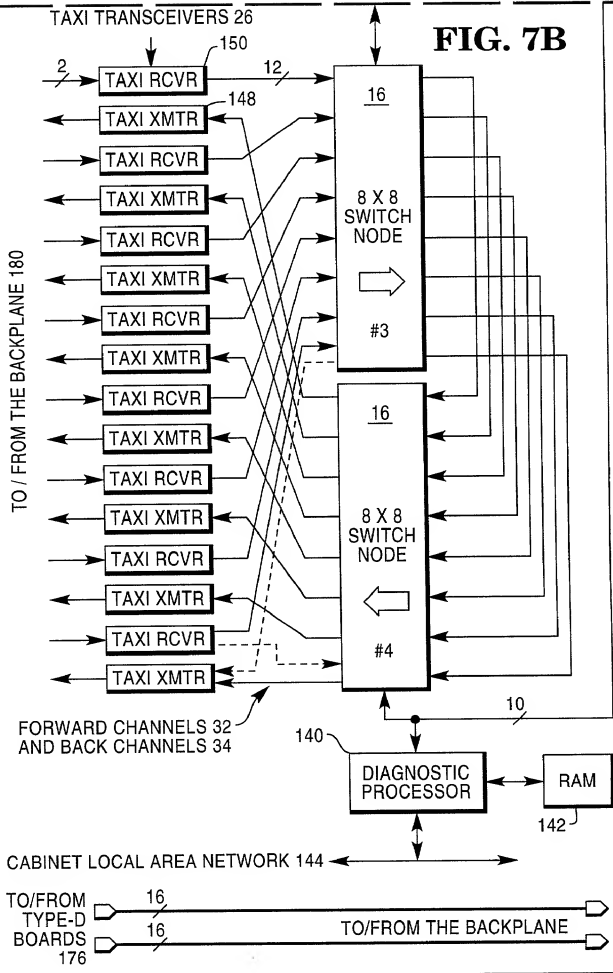 TAXI TRANSCEIVERS 26
FIG. 7B
150
2
TAXI RCVR
12
148
TAXI XMTR
TAXI RCVR
TAXI XMTR
TAXI RCVR
TAXI XMTR
TAXI RCVR
TAXI XMTR
TAXI RCVR
TAXI XMTR
TAXI RCVR
TAXI XMTR
TAXI RCVR
TAXI XMTR
TAXI RCVR
TAXI XMTR
TO / FROM THE BACKPLANE 180
16
8 X 8
SWITCH
NODE
#3
16
8 X 8
SWITCH
NODE
#4
FORWARD CHANNELS 32
AND BACK CHANNELS 34
10
140
DIAGNOSTIC
PROCESSOR
RAM
142
CABINET LOCAL AREA NETWORK 144
TO/FROM
TYPE-D
BOARDS
176
16
16
TO/FROM THE BACKPLANE